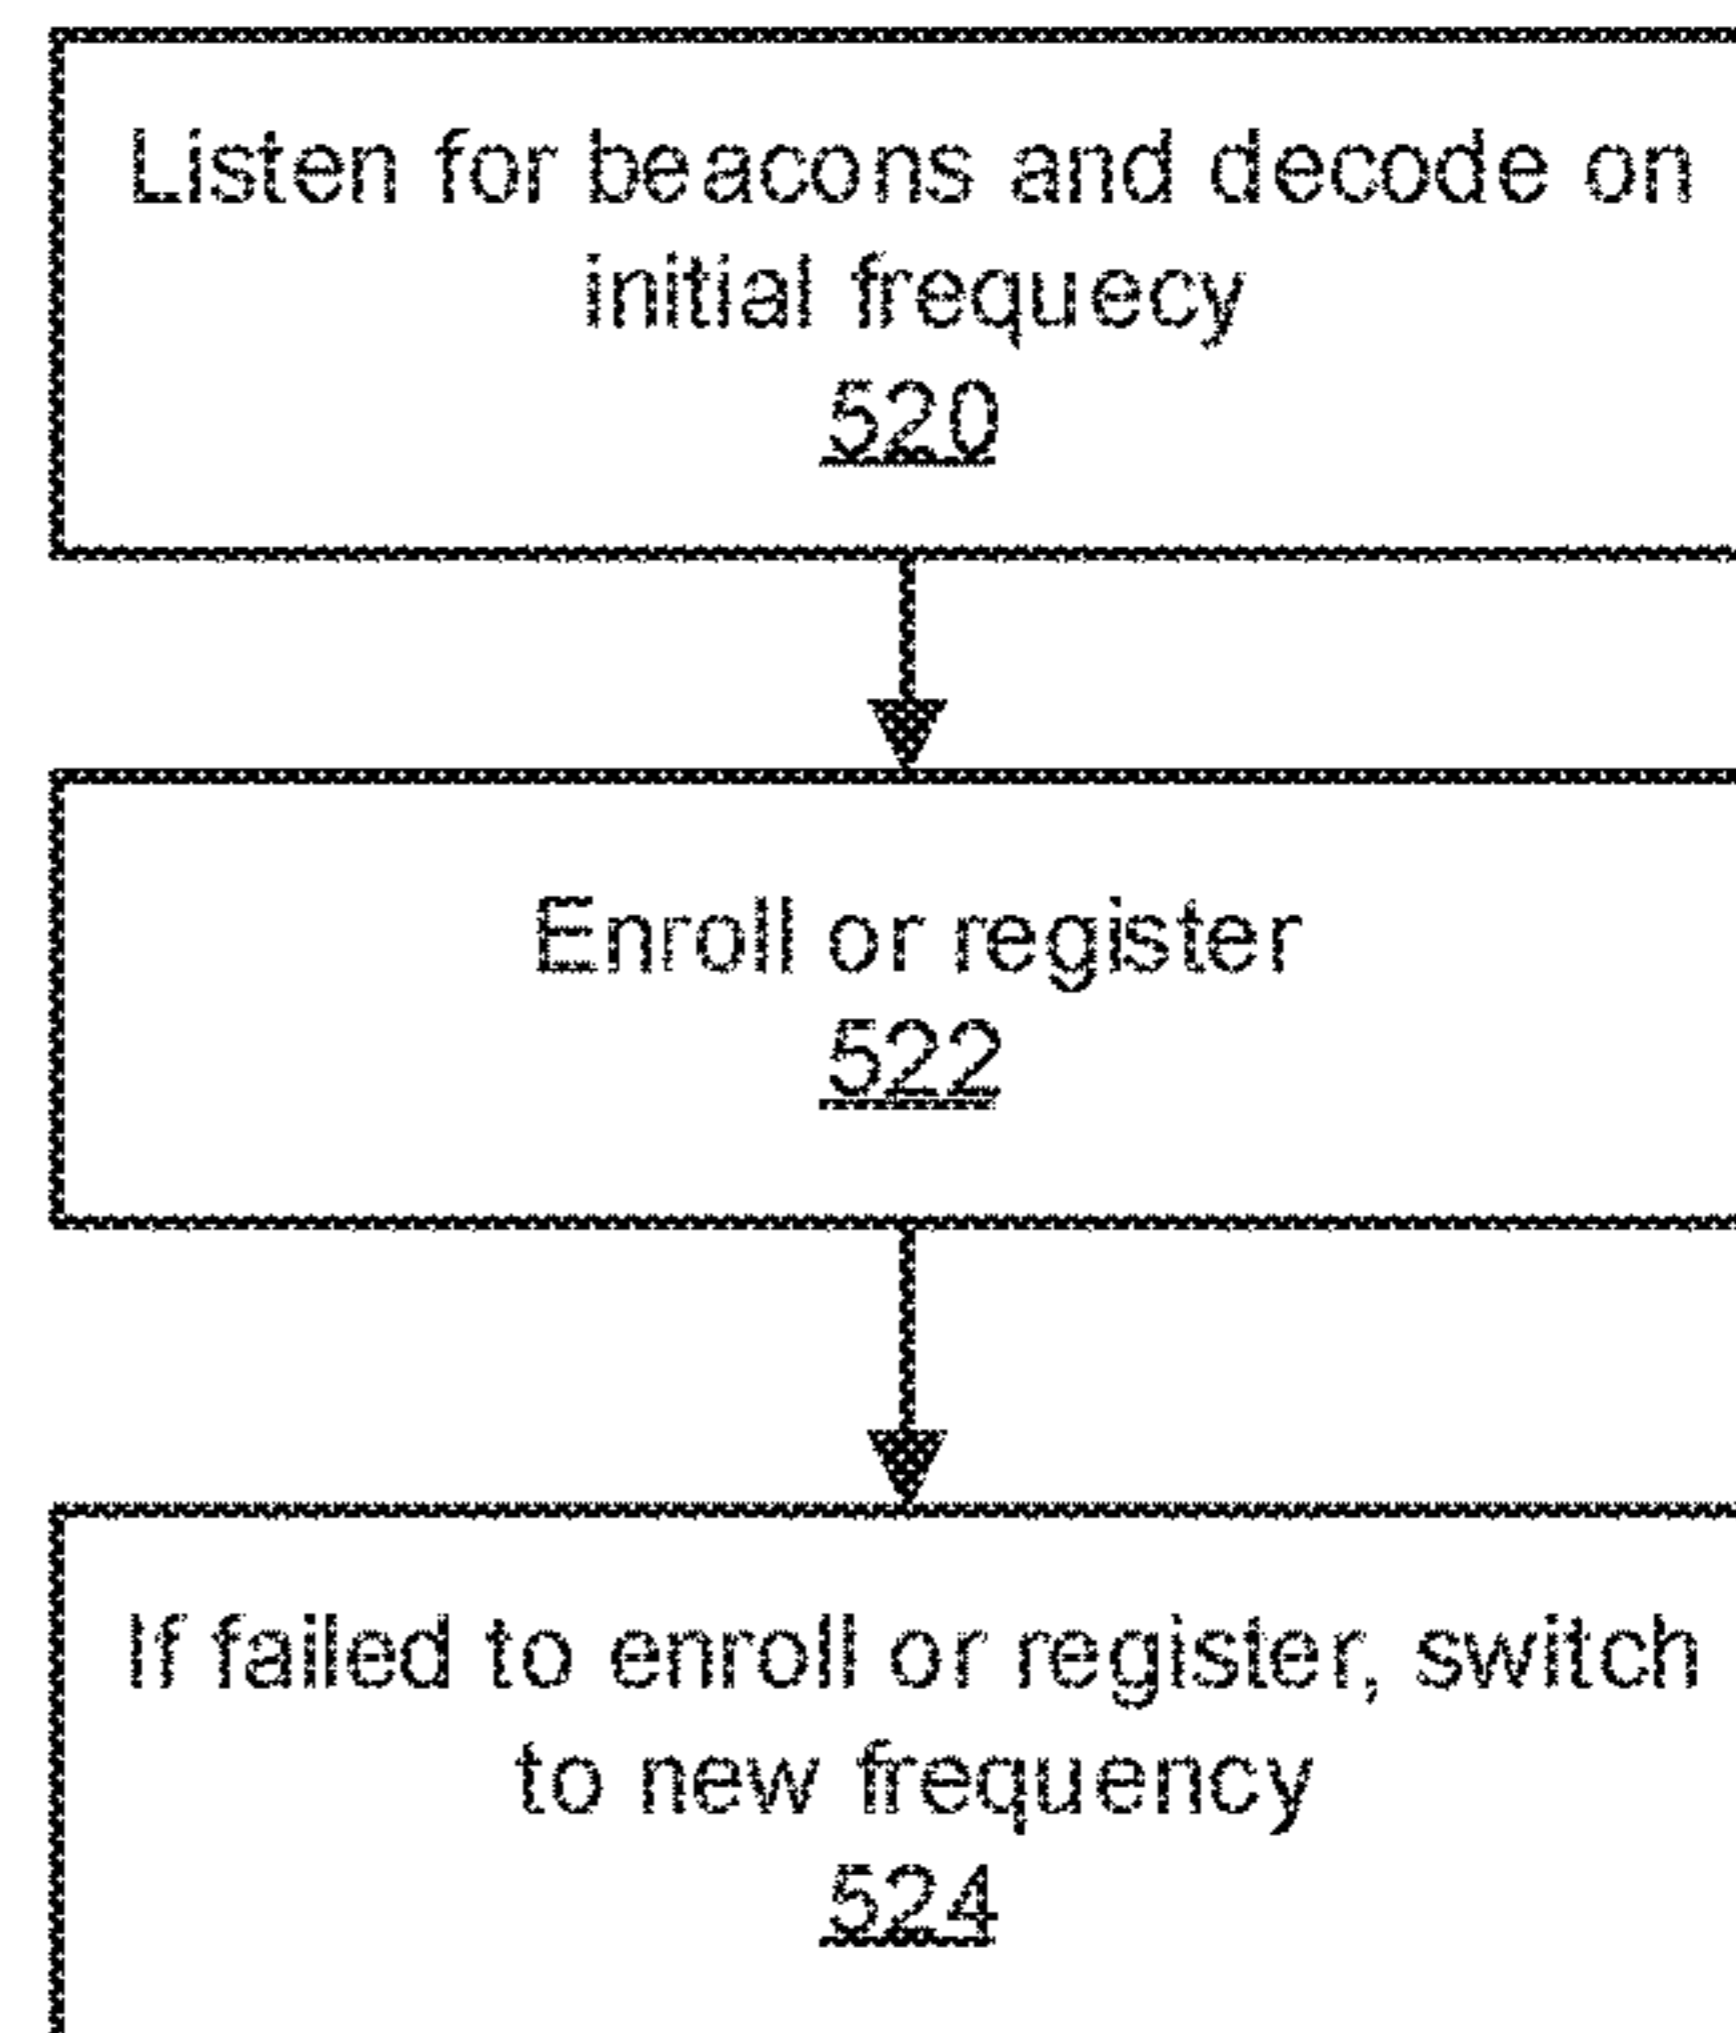 Listen for beacons and decode on
initial frequecy
520
Enroll or register
522
If failed to enroll or register, switch
to new frequency
524